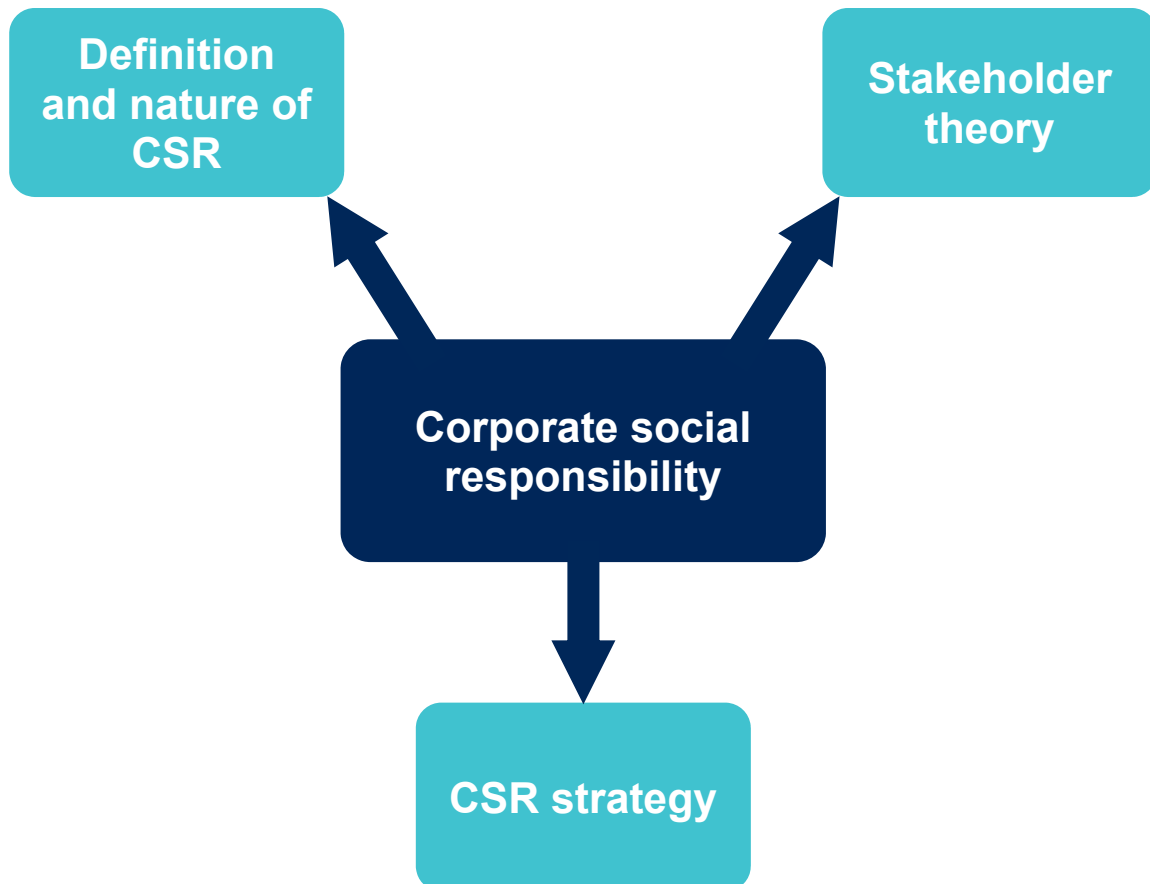 Definition
and nature of
CSR
Stakeholder
theory
Corporate social
responsibility
CSR strategy